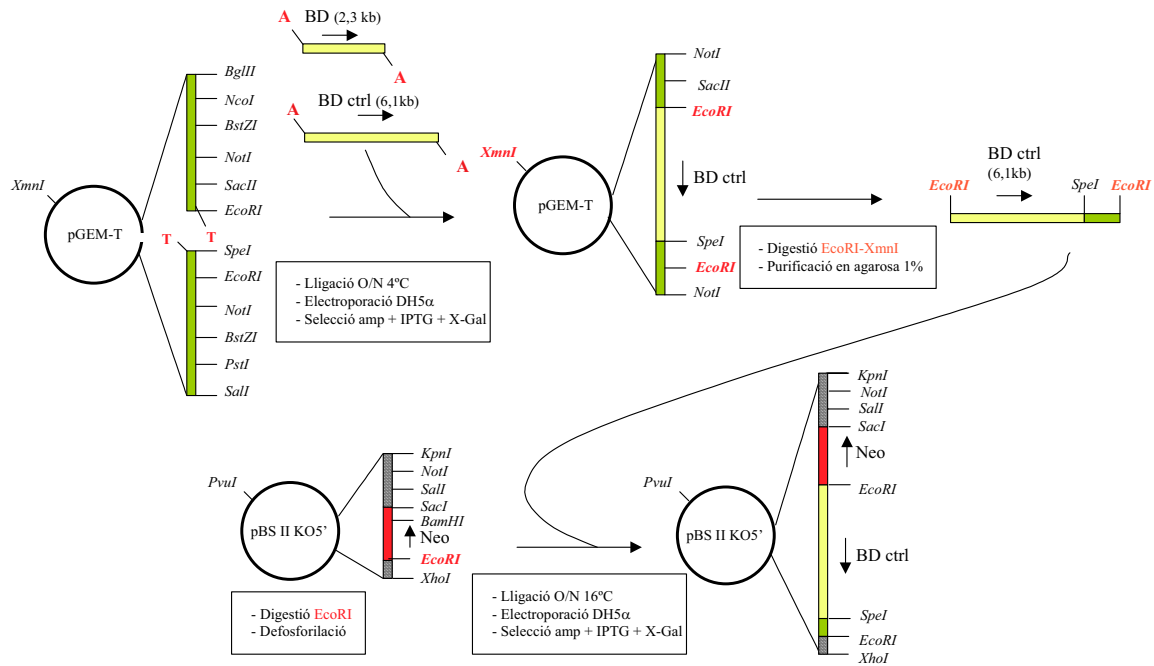 A
BD (2,3 kb)
A
BD ctrl (6,1kb)
A
A
BglII
NcoI
BstZI
NotI
SacII
EcoRI
T
T
SpeI
EcoRI
NotI
BstZI
PstI
SalI
XmnI
pGEM-T
- Lligació O/N 4ºC
- Electroporació DH5α
- Selecció amp + IPTG + X-Gal
XmnI
pGEM-T
NotI
SacII
EcoRI
BD ctrl
SpeI
EcoRI
NotI
- Digestió EcoRI-XmnI
- Purificació en agarosa 1%
BD ctrl
(6,1kb)
EcoRI
SpeI
EcoRI
PvuI
pBS II KO5’
KpnI
NotI
SalI
SacI
BamHI
Neo
EcoRI
XhoI
- Digestió EcoRI
- Defosforilació
- Lligació O/N 16ºC
- Electroporació DH5α
- Selecció amp + IPTG + X-Gal
PvuI
pBS II KO5’
KpnI
NotI
SalI
SacI
Neo
EcoRI
BD ctrl
SpeI
EcoRI
XhoI